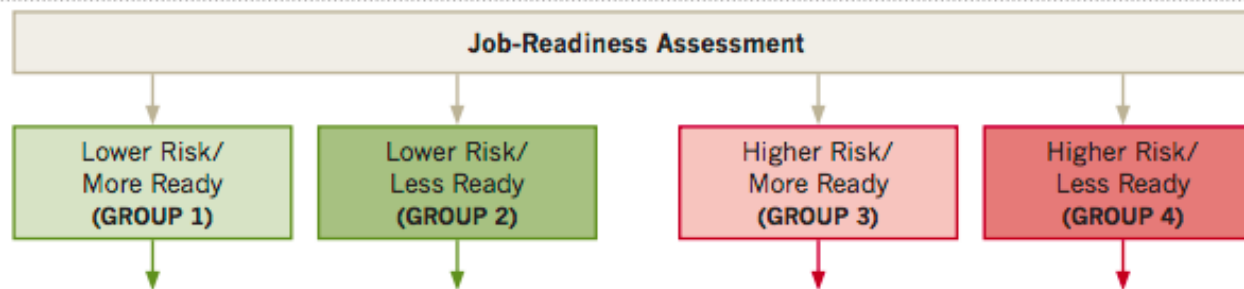 Job-Readiness Assessment
Lower Risk/
More Ready
(GROUP 1)
Lower Risk/
Less Ready
(GROUP 2)
Higher Risk/
More Ready
(GROUP 3)
Higher Risk/
Less Ready
(GROUP 4)